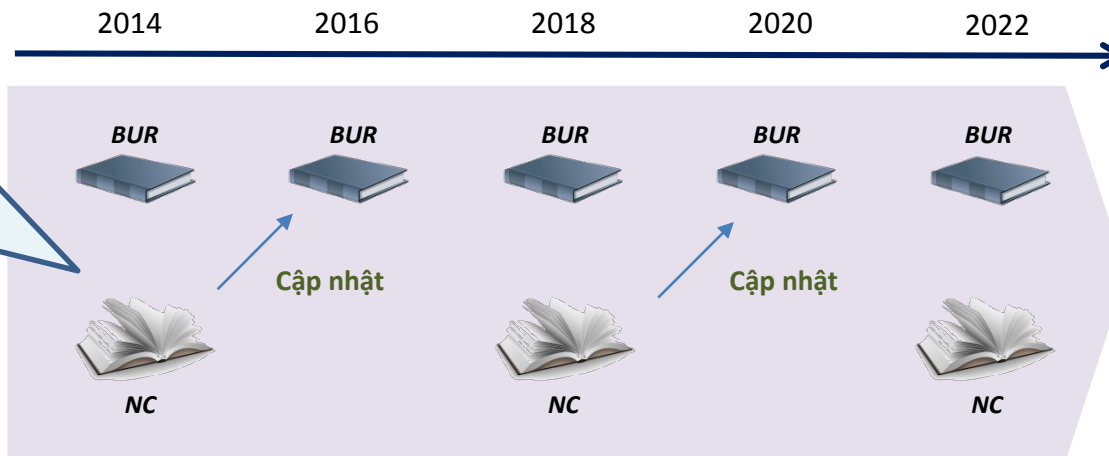 2014 2016 2018 2020 2022
BUR BUR BUR BUR BUR
Cập nhật Cập nhật
NC NC NC